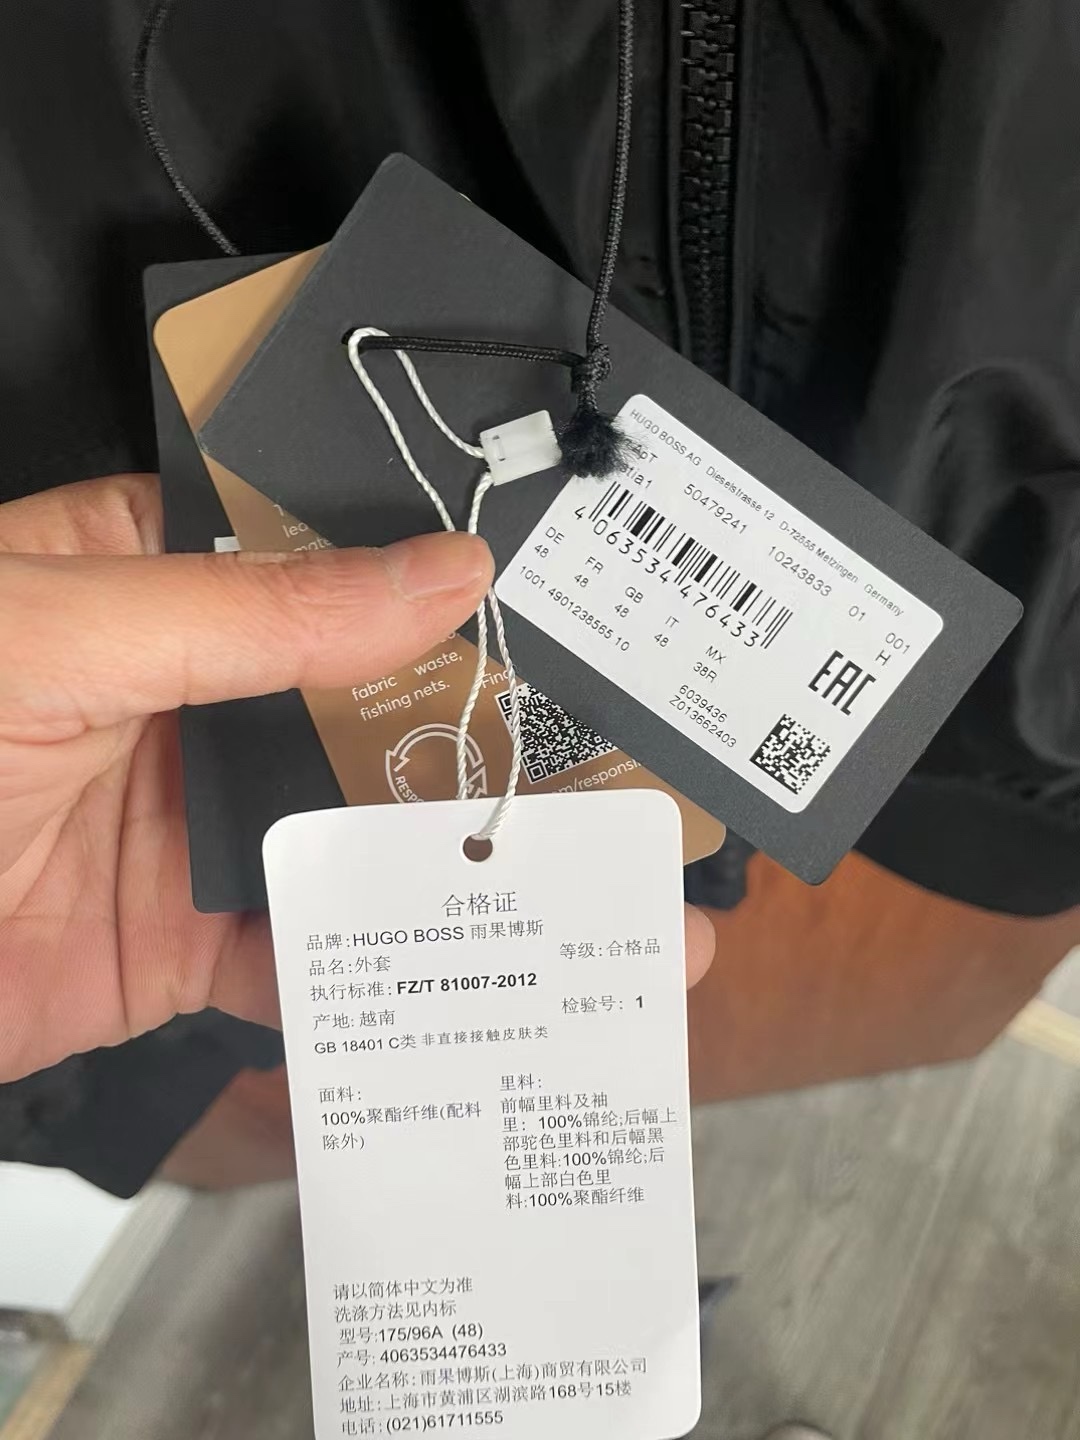 HUGO BOSS AG Dieselstrasse 12 D-72555 Metzingen Germany
50479241 10243833 01 001
H
4 063534 476433
DE FR GB IT MX
48 48 48 48 38R
1001 4901238565 10
6039436
Z013662403
EAC
fabric waste,
fishing nets.
合格证
品牌:HUGO BOSS 雨果博斯
品名:外套
等级:合格品
执行标准:FZ/T 81007-2012
产地:越南
检验号: 1
GB 18401 C类 非直接接触皮肤类
面料:
100%聚酯纤维(配料
除外)
里料:
前幅里料及袖
里: 100%锦纶;后幅上
部驼色里料和后幅黑
色里料:100%锦纶;后
幅上部白色里
料:100%聚酯纤维
请以简体中文为准
洗涤方法见内标
型号:175/96A (48)
产号: 4063534476433
企业名称:雨果博斯(上海)商贸有限公司
地址:上海市黄浦区湖滨路168号15楼
电话:(021)61711555